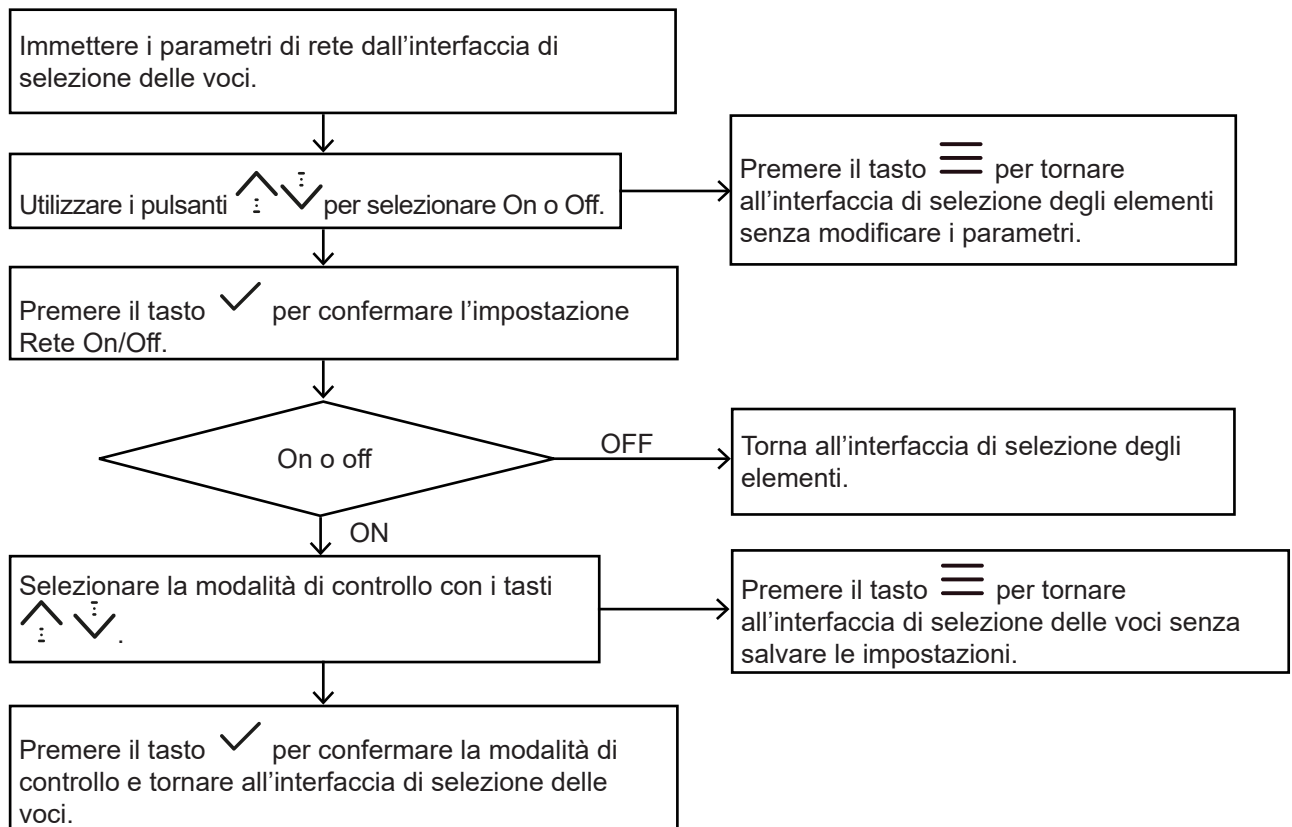 Immettere i parametri di rete dall’interfaccia di
selezione delle voci.
Utilizzare i pulsanti per selezionare On o Off.
Premere il tasto per tornare
all’interfaccia di selezione degli elementi
senza modificare i parametri.
Premere il tasto per confermare l’impostazione
Rete On/Off.
On o off
OFF
Torna all’interfaccia di selezione degli
elementi.
ON
Selezionare la modalità di controllo con i tasti
.
Premere il tasto per tornare
all’interfaccia di selezione delle voci senza
salvare le impostazioni.
Premere il tasto per confermare la modalità di
controllo e tornare all’interfaccia di selezione delle
voci.